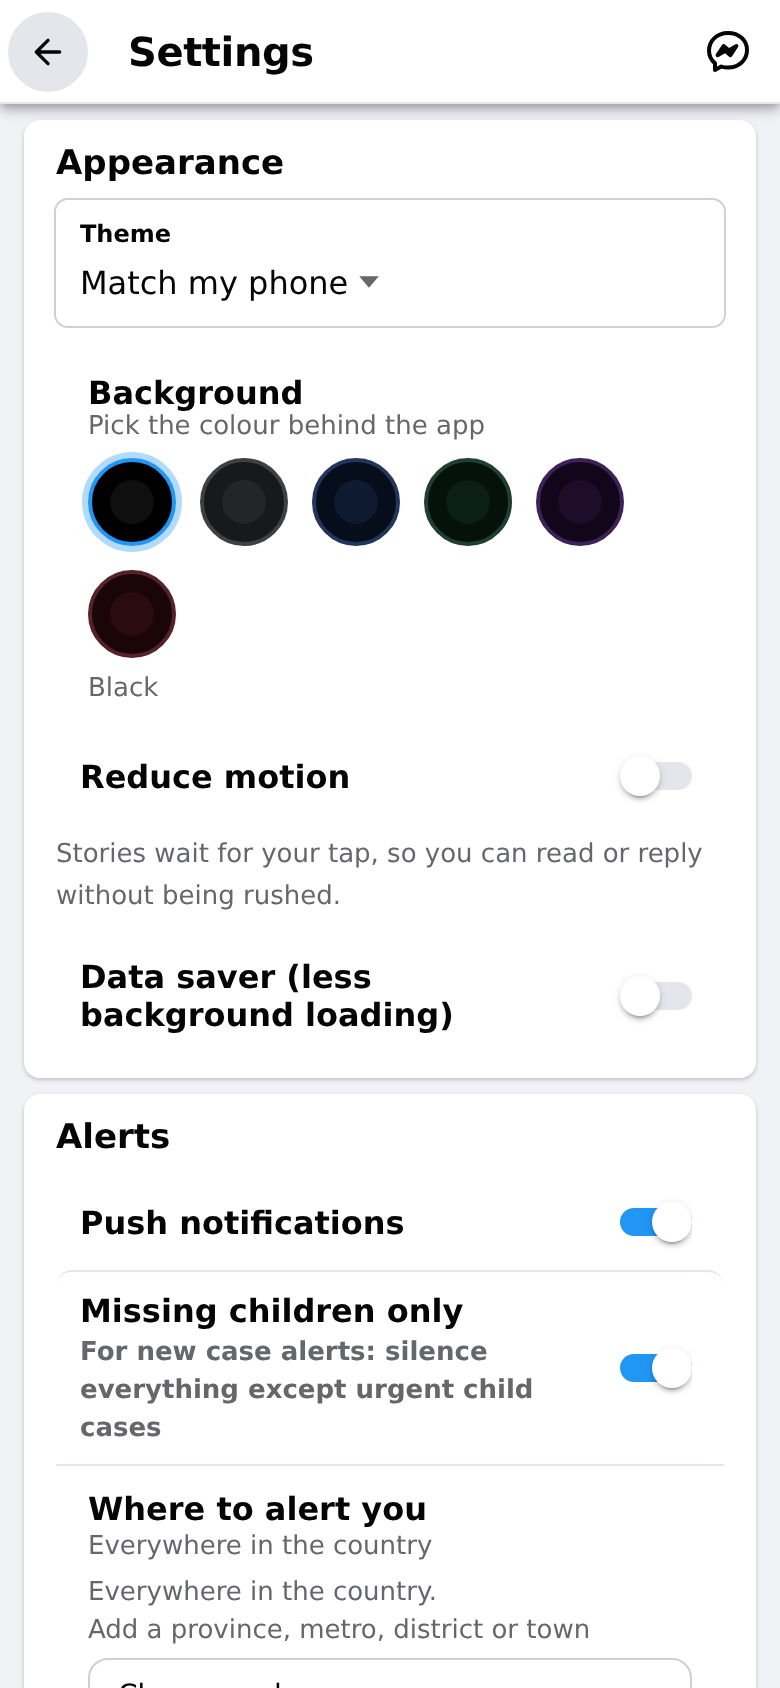 Settings
Appearance
Theme
Match my phone
Background
Pick the colour behind the app
Black
Reduce motion
Stories wait for your tap, so you can read or reply
without being rushed.
Data saver (less
background loading)
Alerts
Push notifications
Missing children only
For new case alerts: silence
everything except urgent child
cases
Where to alert you
Everywhere in the country
Everywhere in the country.
Add a province, metro, district or town